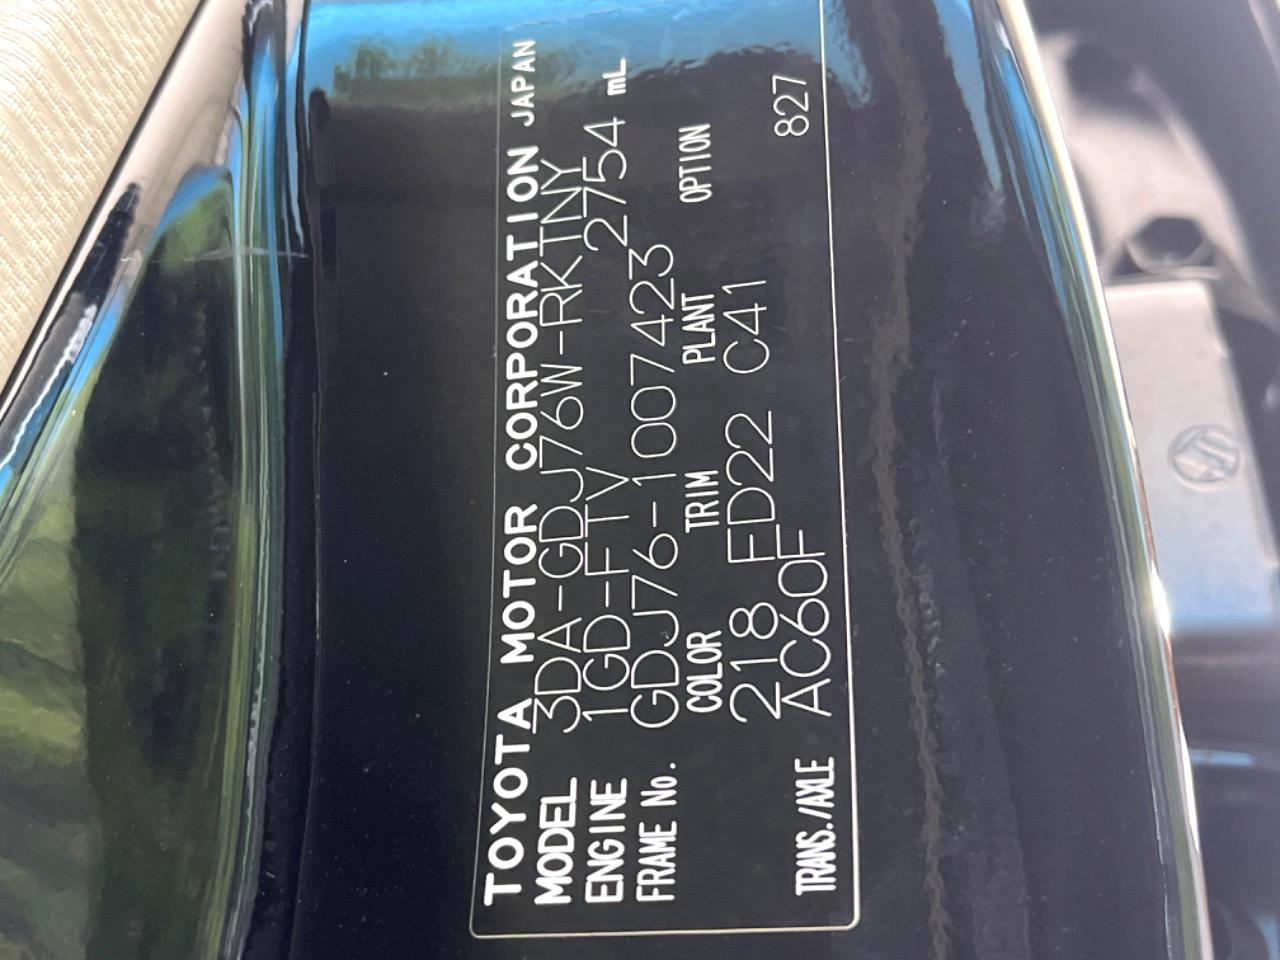 TOYOTA MOTOR CORPORATION JAPAN
MODEL 3DA-GDJ76W-RKTNY
ENGINE 1GD-FTV 2754 mL
FRAME No. GDJ76-1007423
COLOR TRIM PLANT OPTION
218 FD22 C41
TRANS./AXLE AC60F 827